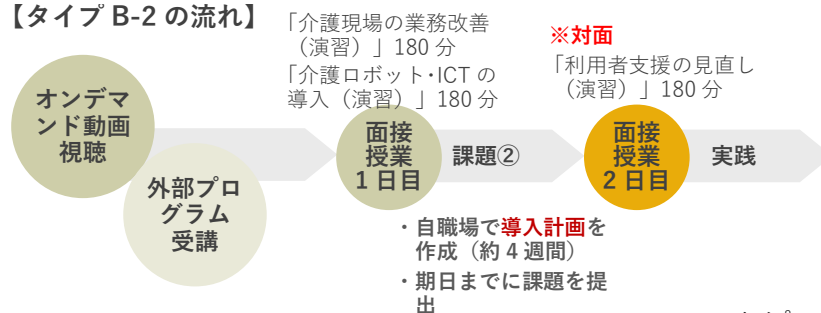 【タイプ B-2 の流れ】
「介護現場の業務改善
（演習）」180 分
「介護ロボット･ICT の
導入（演習）」180 分
※対面
「利用者支援の見直し
（演習）」180 分
オンデマ
ンド動画
視聴
外部プロ
グラム
受講
面接
授業
1 日目
課題②
面接
授業
2 日目
実践
・自職場で導入計画を
作成（約 4 週間）
・期日までに課題を提
出